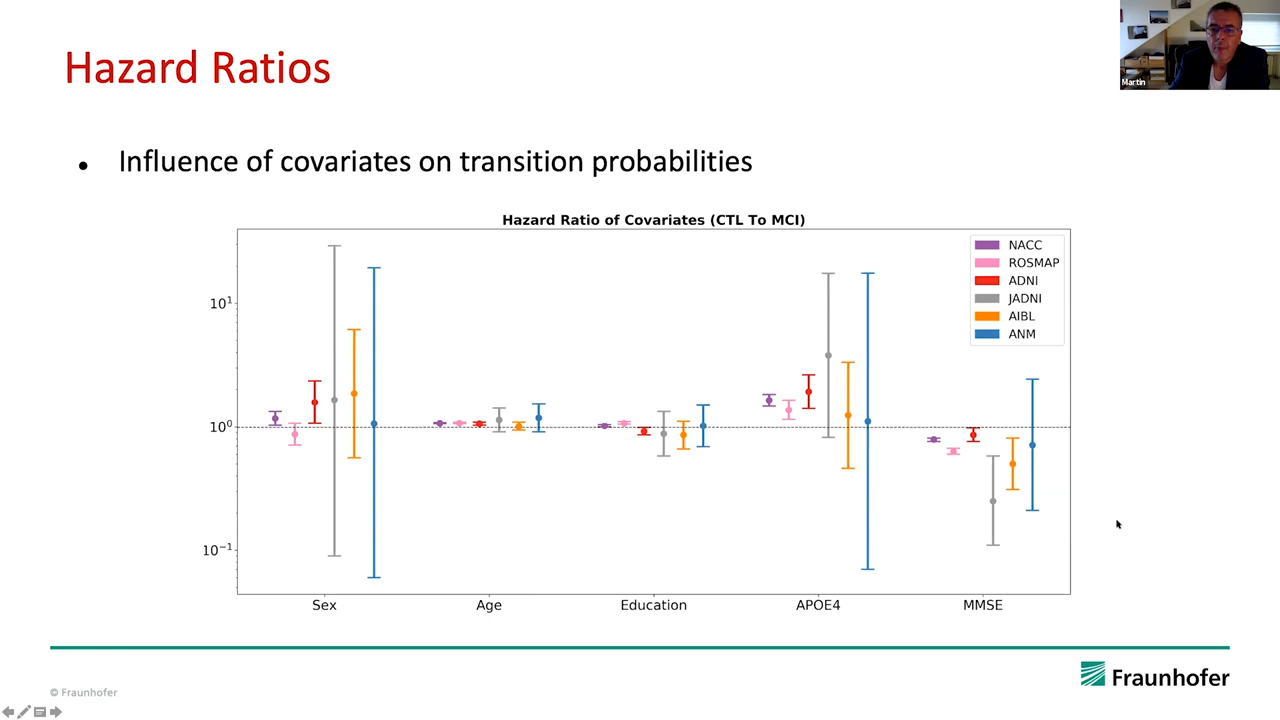 Hazard Ratios
Martin
• Influence of covariates on transition probabilities
Hazard Ratio of Covariates (CTL To MCI)
NACC
ROSMAP
ADNI
JADNI
AIBL
ANM
10¹
10⁰
10⁻¹
Sex Age Education APOE4 MMSE
Fraunhofer
© Fraunhofer